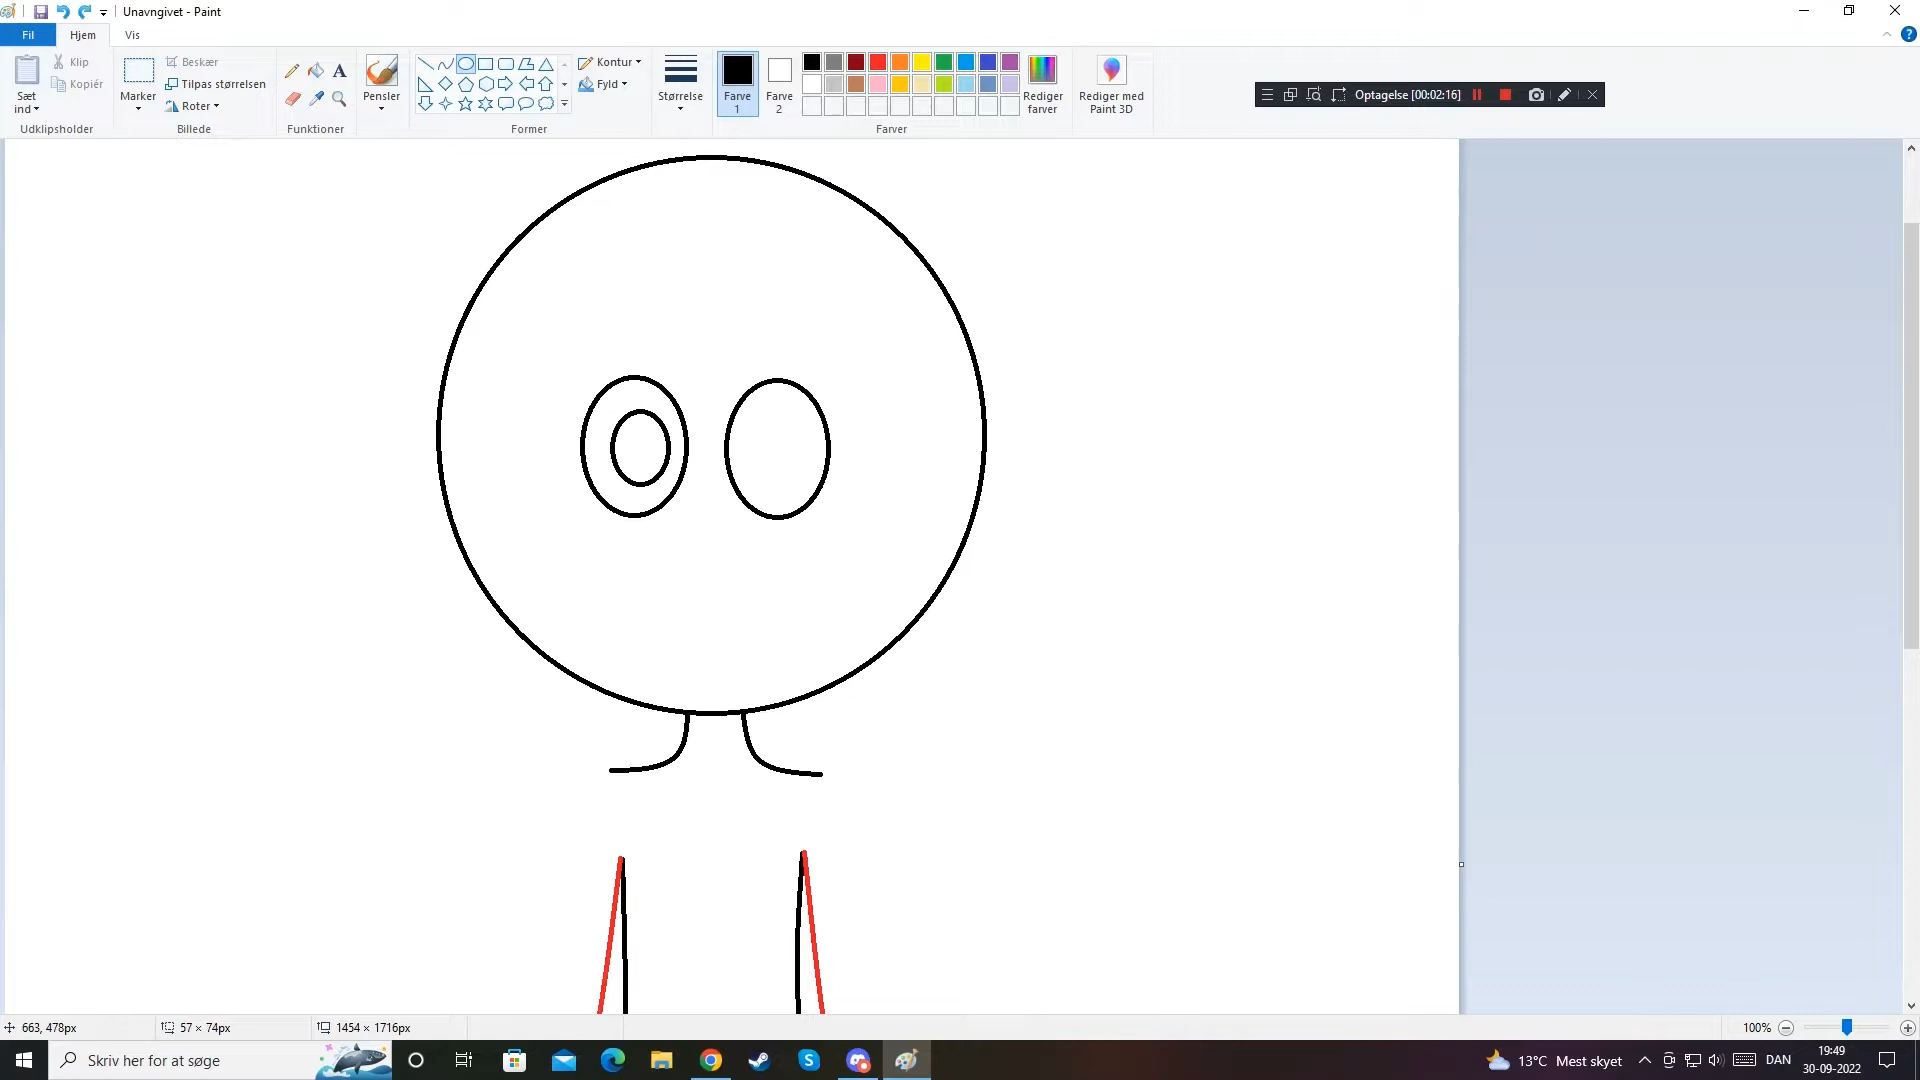 Unavngivet - Paint
Fil Hjem Vis
Sæt ind
Klip
Kopiér
Udklipsholder
Marker
Beskær
Tilpas størrelsen
Roter
Billede
A
Funktioner
Pensler
Kontur
Fyld
Former
Størrelse
Farve 1
Farve 2
Rediger farver
Farver
Rediger med Paint 3D
Optagelse [00:02:16]
663, 478px
57 × 74px
1454 × 1716px
100%
Skriv her for at søge
13°C Mest skyet
DAN
19:49
30-09-2022